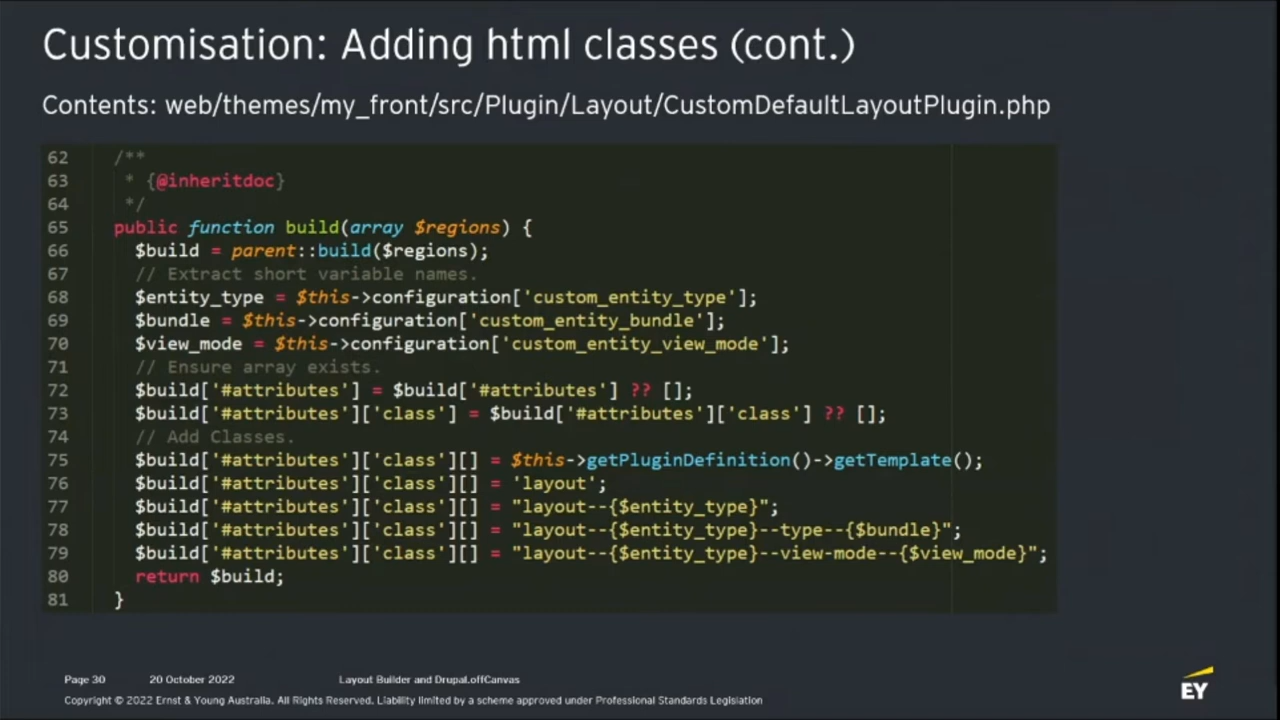 Customisation: Adding html classes (cont.)
Contents: web/themes/my_front/src/Plugin/Layout/CustomDefaultLayoutPlugin.php
62 /**
63 * {@inheritdoc}
64 */
65 public function build(array $regions) {
66 $build = parent::build($regions);
67 // Extract short variable names.
68 $entity_type = $this->configuration['custom_entity_type'];
69 $bundle = $this->configuration['custom_entity_bundle'];
70 $view_mode = $this->configuration['custom_entity_view_mode'];
71 // Ensure array exists.
72 $build['#attributes'] = $build['#attributes'] ?? [];
73 $build['#attributes']['class'] = $build['#attributes']['class'] ?? [];
74 // Add Classes.
75 $build['#attributes']['class'][] = $this->getPluginDefinition()->getTemplate();
76 $build['#attributes']['class'][] = 'layout';
77 $build['#attributes']['class'][] = "layout--{$entity_type}";
78 $build['#attributes']['class'][] = "layout--{$entity_type}--type--{$bundle}";
79 $build['#attributes']['class'][] = "layout--{$entity_type}--view-mode--{$view_mode}";
80 return $build;
81 }
Page 30 20 October 2022 Layout Builder and Drupal.offCanvas
Copyright © 2022 Ernst & Young Australia. All Rights Reserved. Liability limited by a scheme approved under Professional Standards Legislation
EY